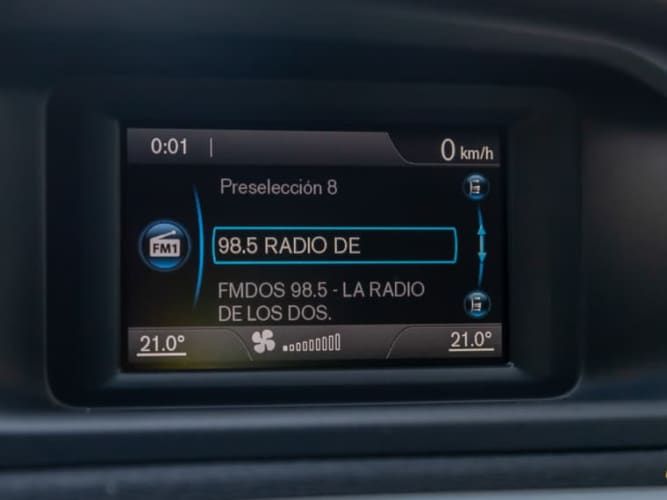 0:01
0 km/h
Preselección 8
FM1
98.5 RADIO DE
FMDOS 98.5 - LA RADIO
DE LOS DOS.
21.0°
21.0°